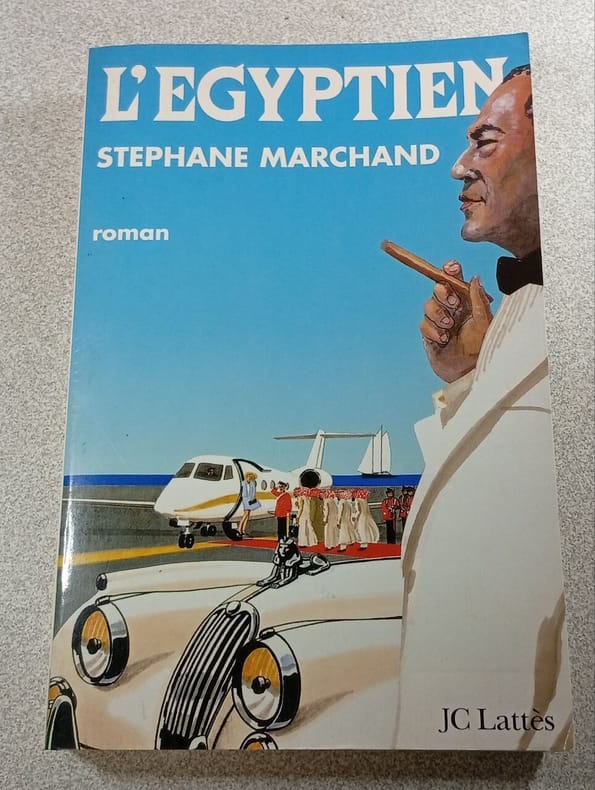 L'EGYPTIEN
STEPHANE MARCHAND
roman
JC Lattès